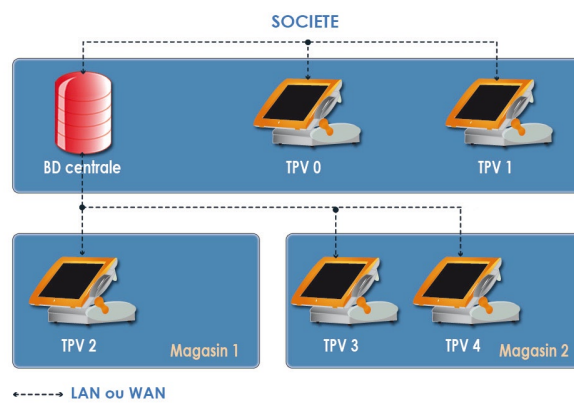 SOCIETE
BD centrale
TPV 0
TPV 1
TPV 2
Magasin 1
TPV 3
TPV 4
Magasin 2
LAN ou WAN